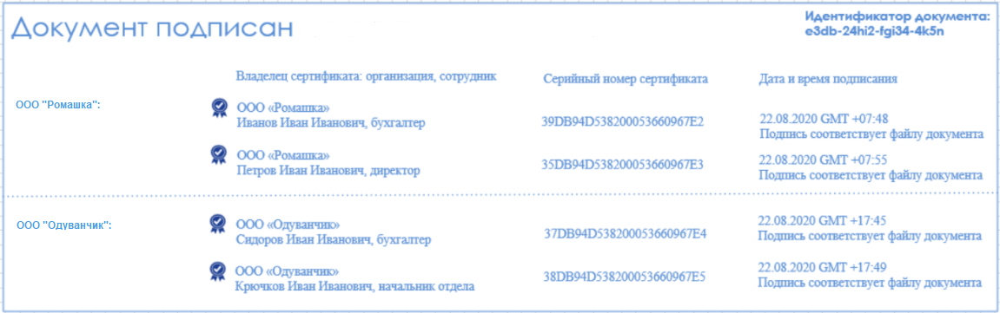 Документ подписан
Идентификатор документа:
e3db-24hi2-fgi34-4k5n
Владелец сертификата: организация, сотрудник
Серийный номер сертификата
Дата и время подписания
ООО "Ромашка":
ООО «Ромашка»
Иванов Иван Иванович, бухгалтер
39DB94D538200053660967E2
22.08.2020 GMT +07:48
Подпись соответствует файлу документа
ООО «Ромашка»
Петров Иван Иванович, директор
35DB94D538200053660967E3
22.08.2020 GMT +07:55
Подпись соответствует файлу документа
ООО "Одуванчик":
ООО «Одуванчик»
Сидоров Иван Иванович, бухгалтер
37DB94D538200053660967E4
22.08.2020 GMT +17:45
Подпись соответствует файлу документа
ООО «Одуванчик»
Крючков Иван Иванович, начальник отдела
38DB94D538200053660967E5
22.08.2020 GMT +17:49
Подпись соответствует файлу документа